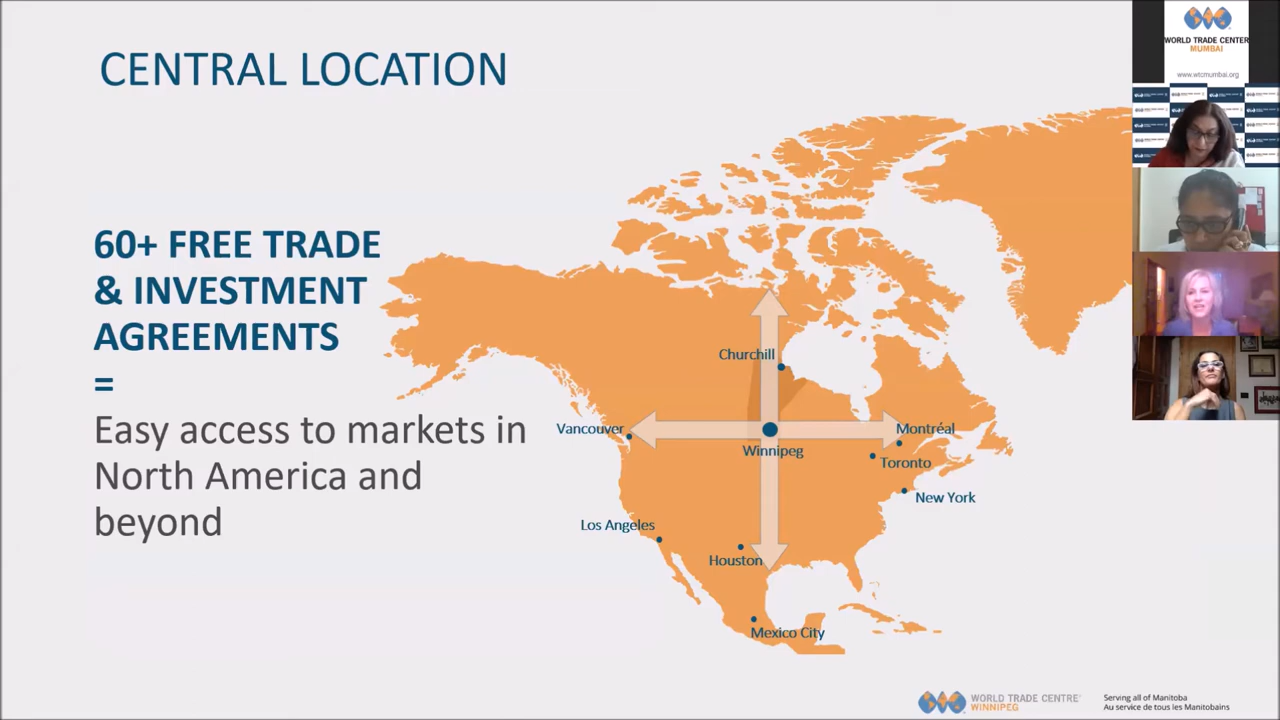 CENTRAL LOCATION
60+ FREE TRADE
& INVESTMENT
AGREEMENTS
=
Easy access to markets in
North America and
beyond
Churchill
Vancouver
Montréal
Winnipeg
Toronto
New York
Los Angeles
Houston
Mexico City
WORLD TRADE CENTER
MUMBAI
www.wtcmumbai.org
WORLD TRADE CENTRE
WINNIPEG
Serving all of Manitoba
Au service de tous les Manitobains